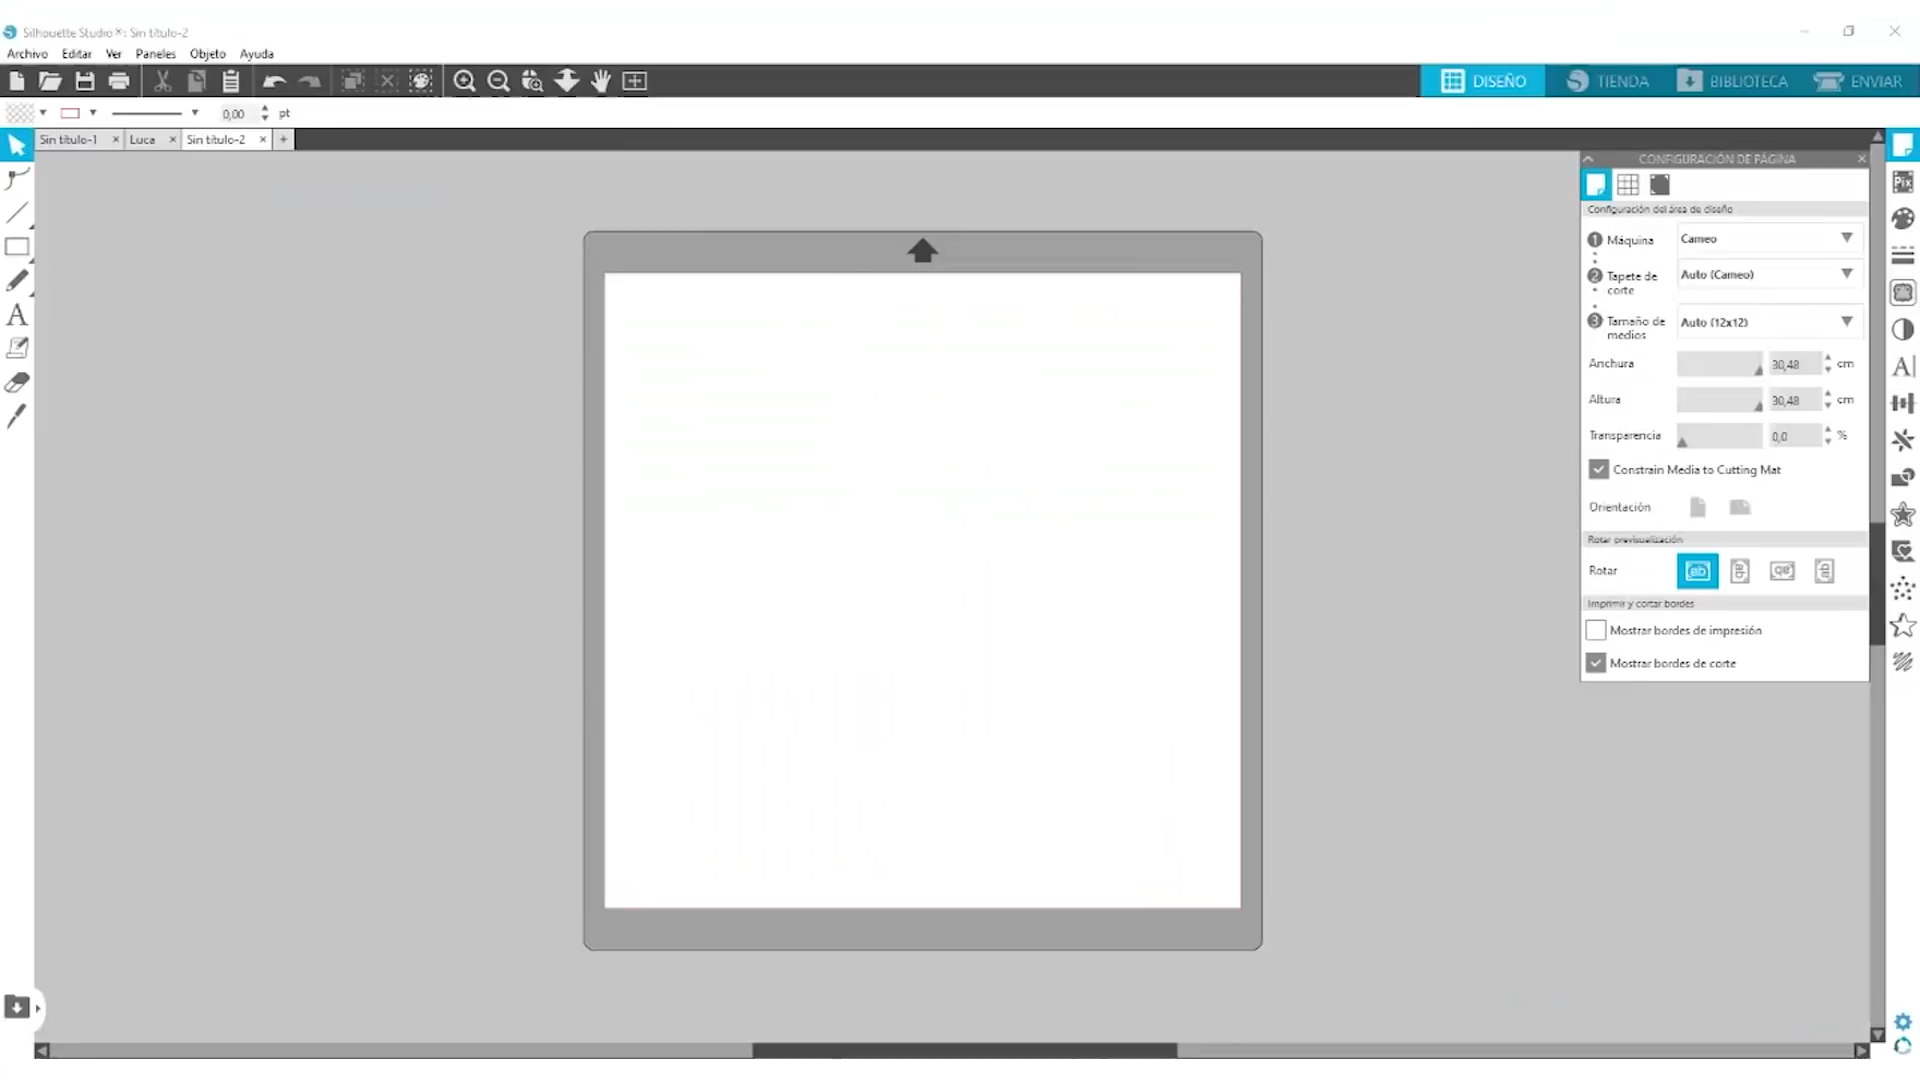 Silhouette Studio®: Sin título-2
Archivo Editar Ver Paneles Objeto Ayuda
DISEÑO TIENDA BIBLIOTECA ENVIAR
0,00 pt
Sin título-1 Luca Sin título-2
CONFIGURACIÓN DE PÁGINA
Configuración del área de diseño
1 Máquina Cameo
2 Tapete de corte Auto (Cameo)
3 Tamaño de medios Auto (12x12)
Anchura 30,48 cm
Altura 30,48 cm
Transparencia 0,0 %
Constrain Media to Cutting Mat
Orientación
Rotar previsualización
Rotar
Imprimir y cortar bordes
Mostrar bordes de impresión
Mostrar bordes de corte